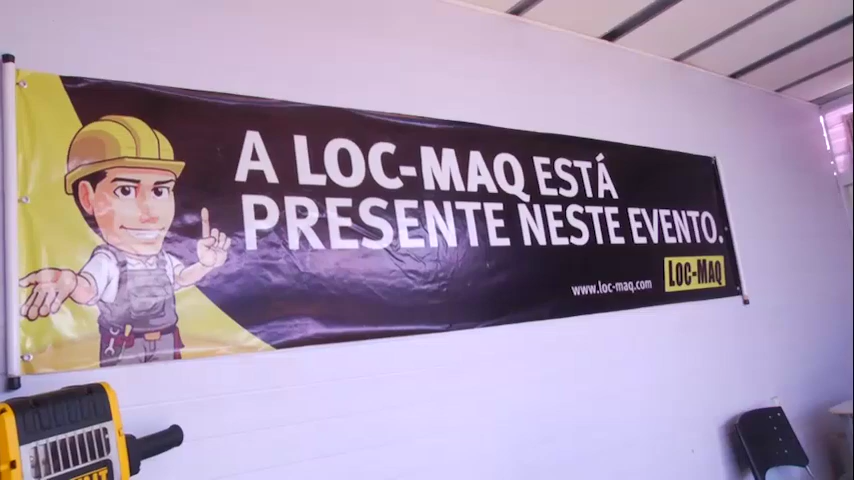 A LOC-MAQ ESTÁ
PRESENTE NESTE EVENTO.
www.loc-maq.com
LOC-MAQ